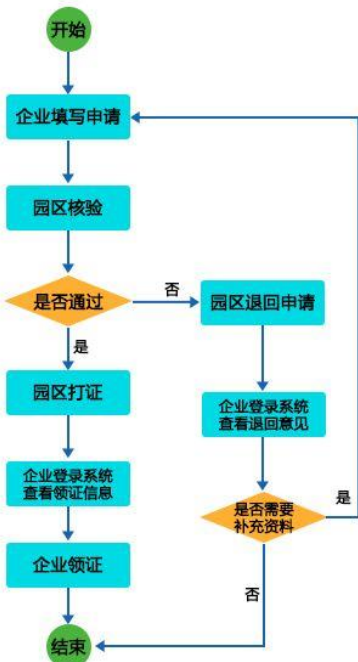 开始
企业填写申请
园区核验
是否通过
否
园区退回申请
是
园区打证
企业登录系统
查看退回意见
企业登录系统
查看领证信息
是否需要
补充资料
是
企业领证
否
结束